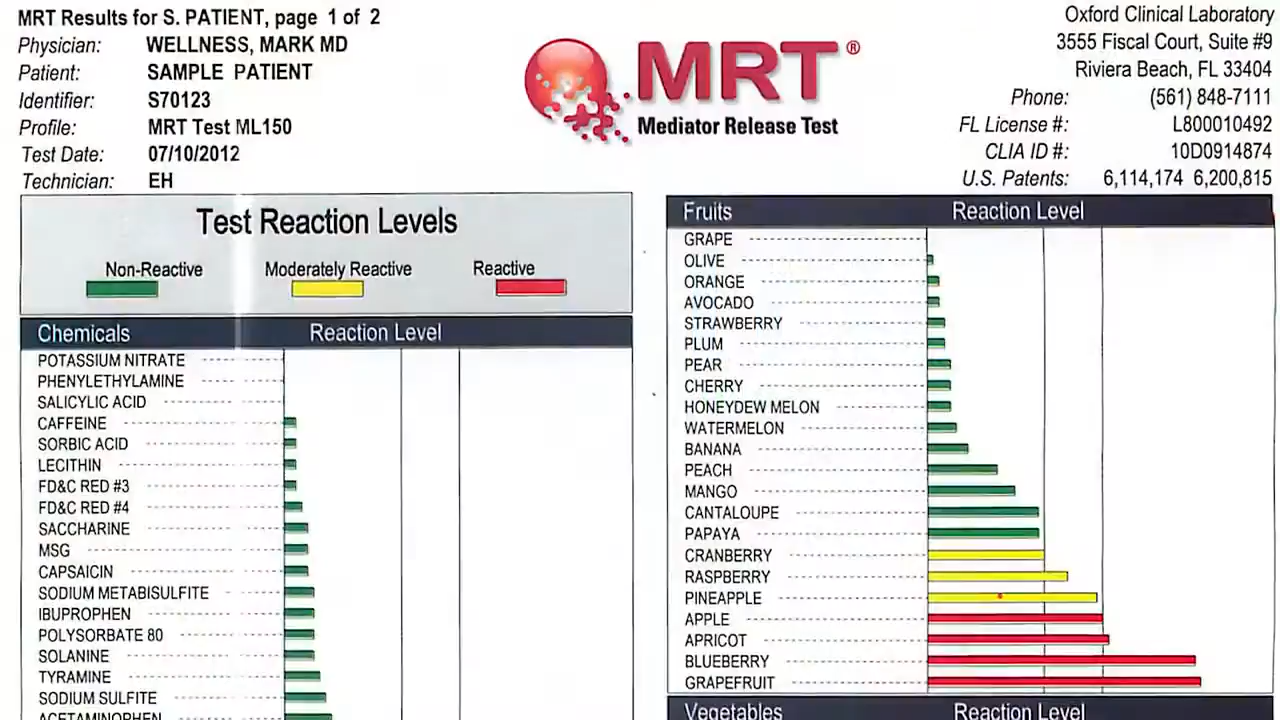 MRT Results for S. PATIENT, page 1 of 2
Physician: WELLNESS, MARK MD
Patient: SAMPLE PATIENT
Identifier: S70123
Profile: MRT Test ML150
Test Date: 07/10/2012
Technician: EH
MRT®
Mediator Release Test
Oxford Clinical Laboratory
3555 Fiscal Court, Suite #9
Riviera Beach, FL 33404
Phone: (561) 848-7111
FL License #: L800010492
CLIA ID #: 10D0914874
U.S. Patents: 6,114,174 6,200,815
Test Reaction Levels
Non-Reactive Moderately Reactive Reactive
Chemicals Reaction Level
POTASSIUM NITRATE
PHENYLETHYLAMINE
SALICYLIC ACID
CAFFEINE
SORBIC ACID
LECITHIN
FD&C RED #3
FD&C RED #4
SACCHARINE
MSG
CAPSAICIN
SODIUM METABISULFITE
IBUPROPHEN
POLYSORBATE 80
SOLANINE
TYRAMINE
SODIUM SULFITE
ACETAMINOPHEN
Fruits Reaction Level
GRAPE
OLIVE
ORANGE
AVOCADO
STRAWBERRY
PLUM
PEAR
CHERRY
HONEYDEW MELON
WATERMELON
BANANA
PEACH
MANGO
CANTALOUPE
PAPAYA
CRANBERRY
RASPBERRY
PINEAPPLE
APPLE
APRICOT
BLUEBERRY
GRAPEFRUIT
Vegetables Reaction Level